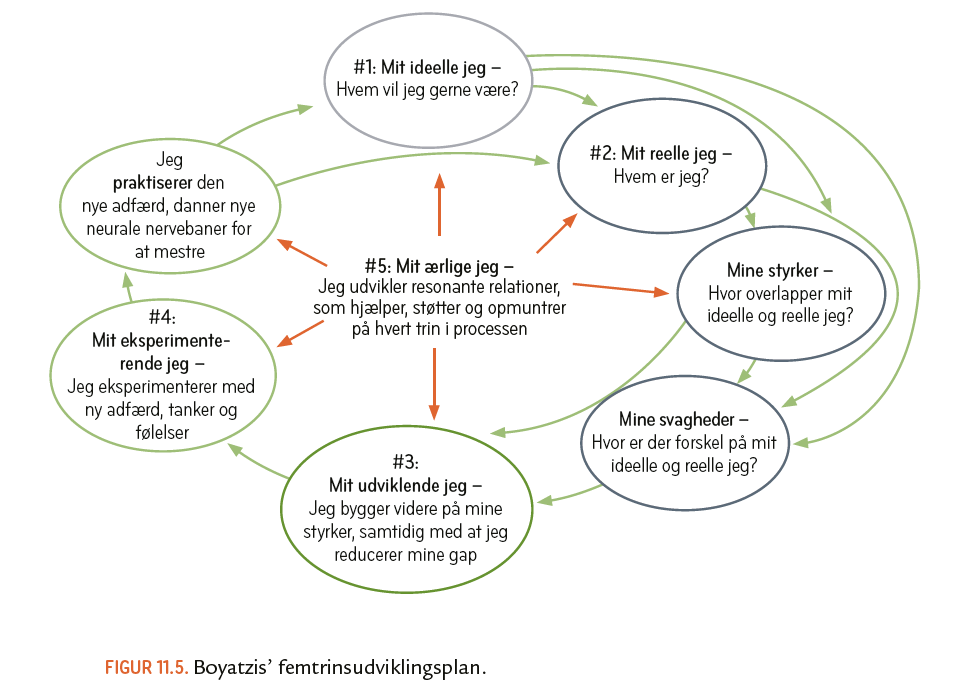 #1: Mit ideelle jeg –
Hvem vil jeg gerne være?
#2: Mit reelle jeg –
Hvem er jeg?
Jeg
praktiserer den
nye adfærd, danner nye
neurale nervebaner for
at mestre
#5: Mit ærlige jeg –
Jeg udvikler resonante relationer,
som hjælper, støtter og opmuntrer
på hvert trin i processen
Mine styrker –
Hvor overlapper mit
ideelle og reelle jeg?
#4:
Mit eksperimente-
rende jeg –
Jeg eksperimenterer med
ny adfærd, tanker og
følelser
Mine svagheder –
Hvor er der forskel på mit
ideelle og reelle jeg?
#3:
Mit udviklende jeg –
Jeg bygger videre på mine
styrker, samtidig med at jeg
reducerer mine gap
FIGUR 11.5. Boyatzis’ femtrinsudviklingsplan.